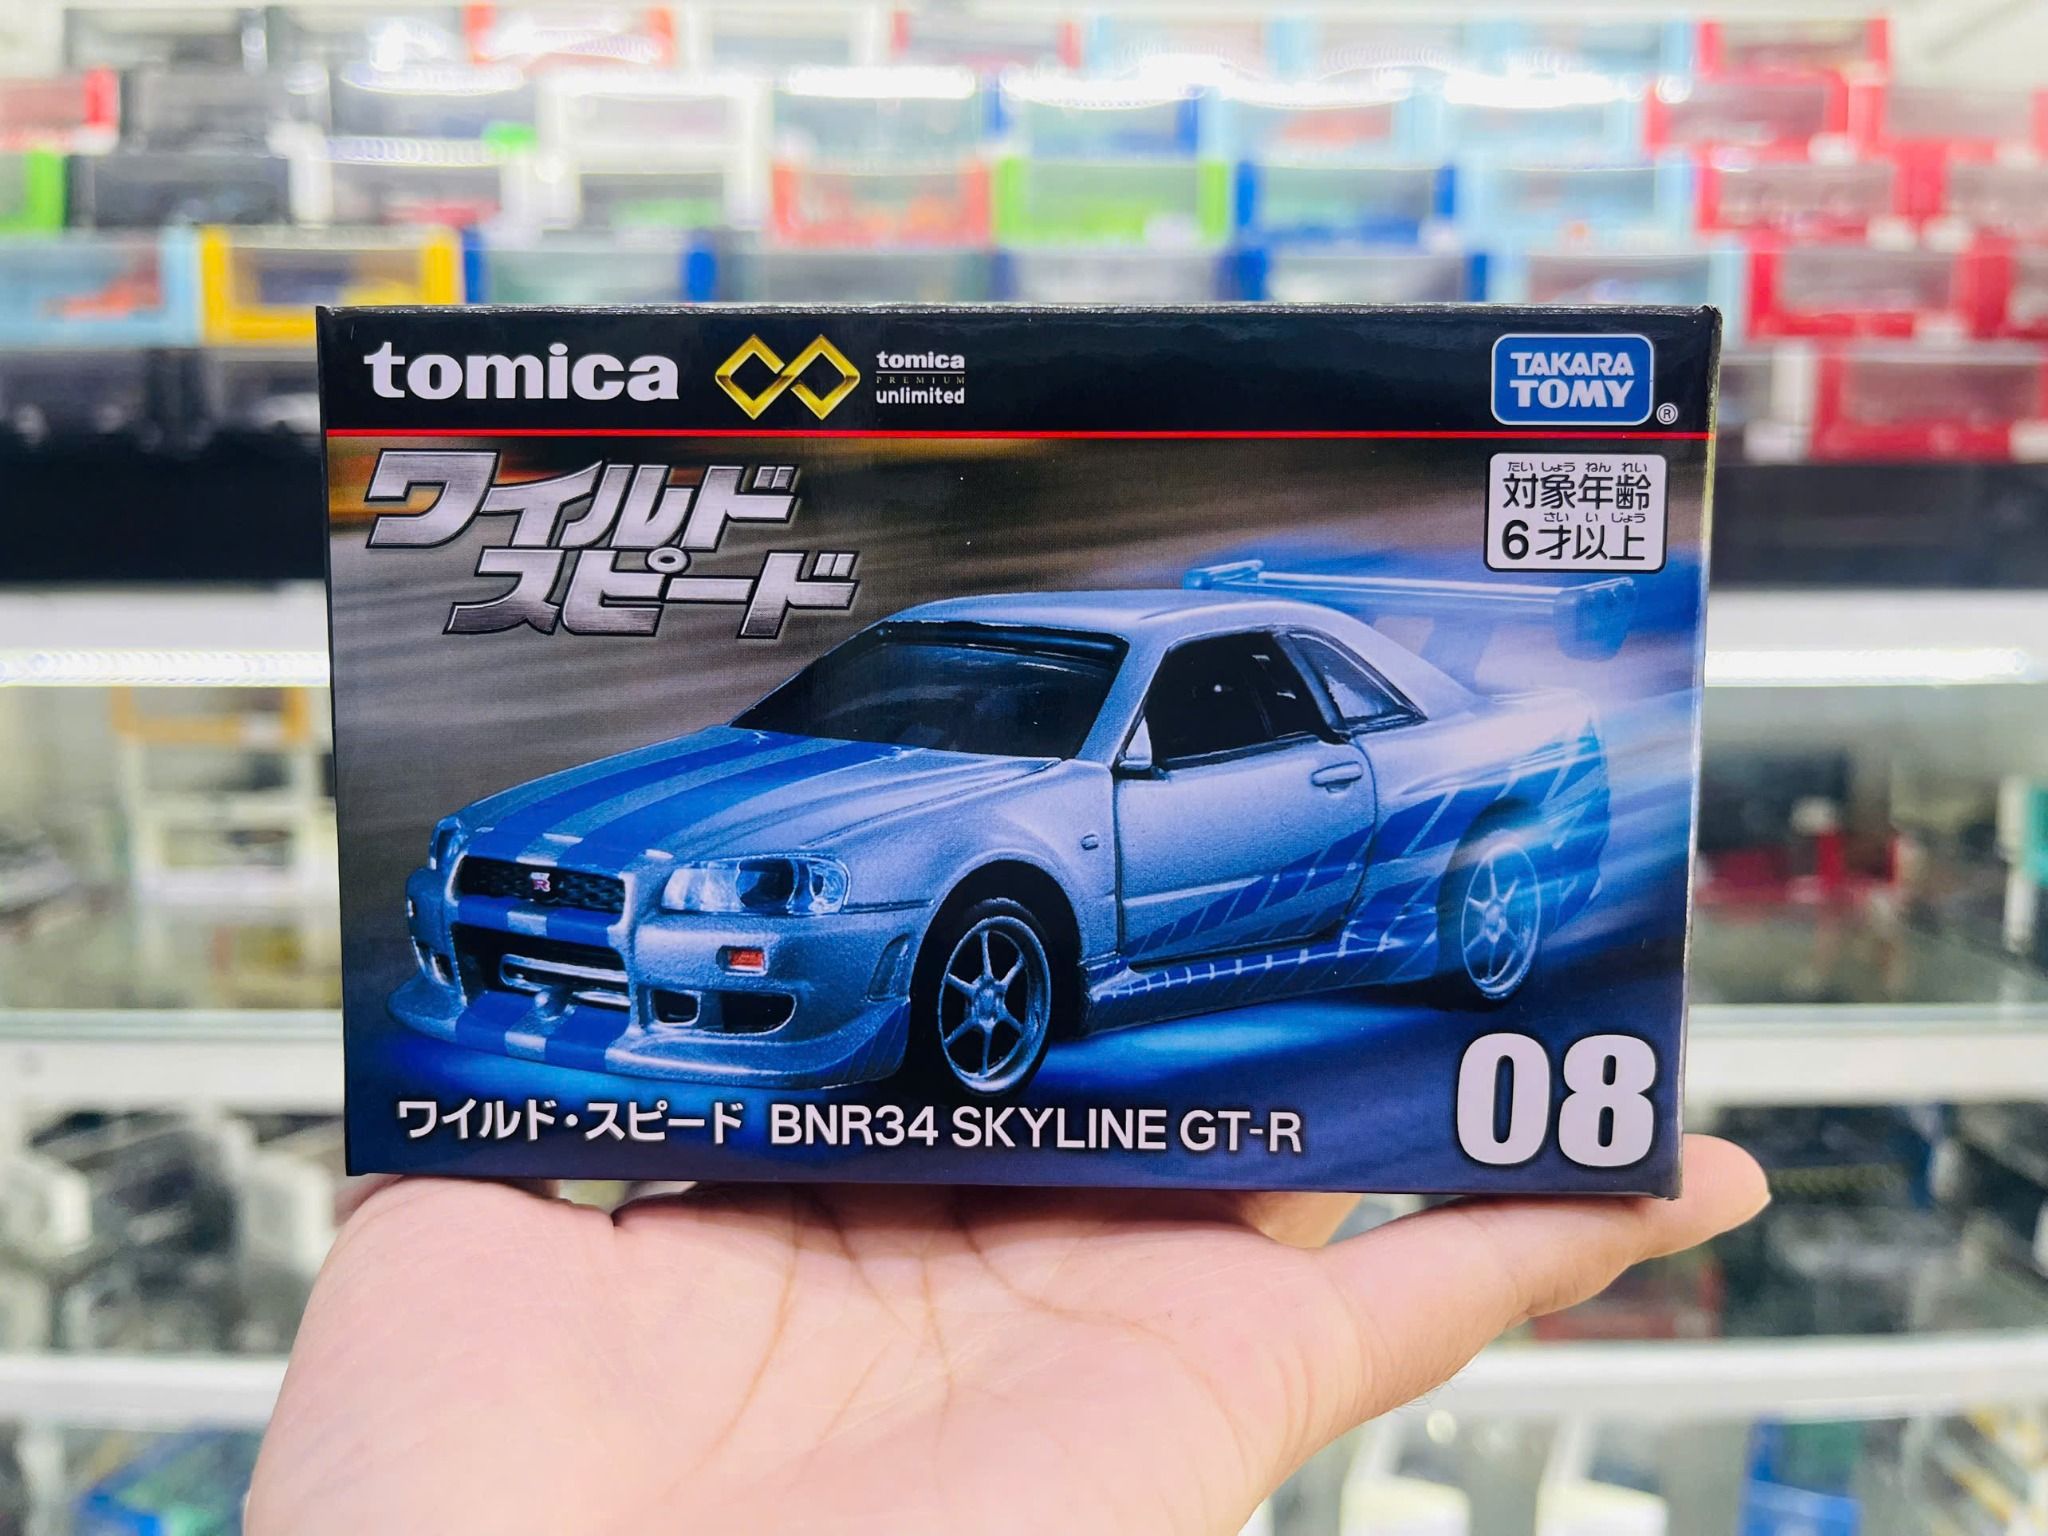 tomica
tomica
PREMIUM
unlimited
TAKARA
TOMY
®
ワイルド
スピード
たいしょうねんれい
対象年齢
さいいじょう
6才以上
ワイルド・スピード BNR34 SKYLINE GT-R
08